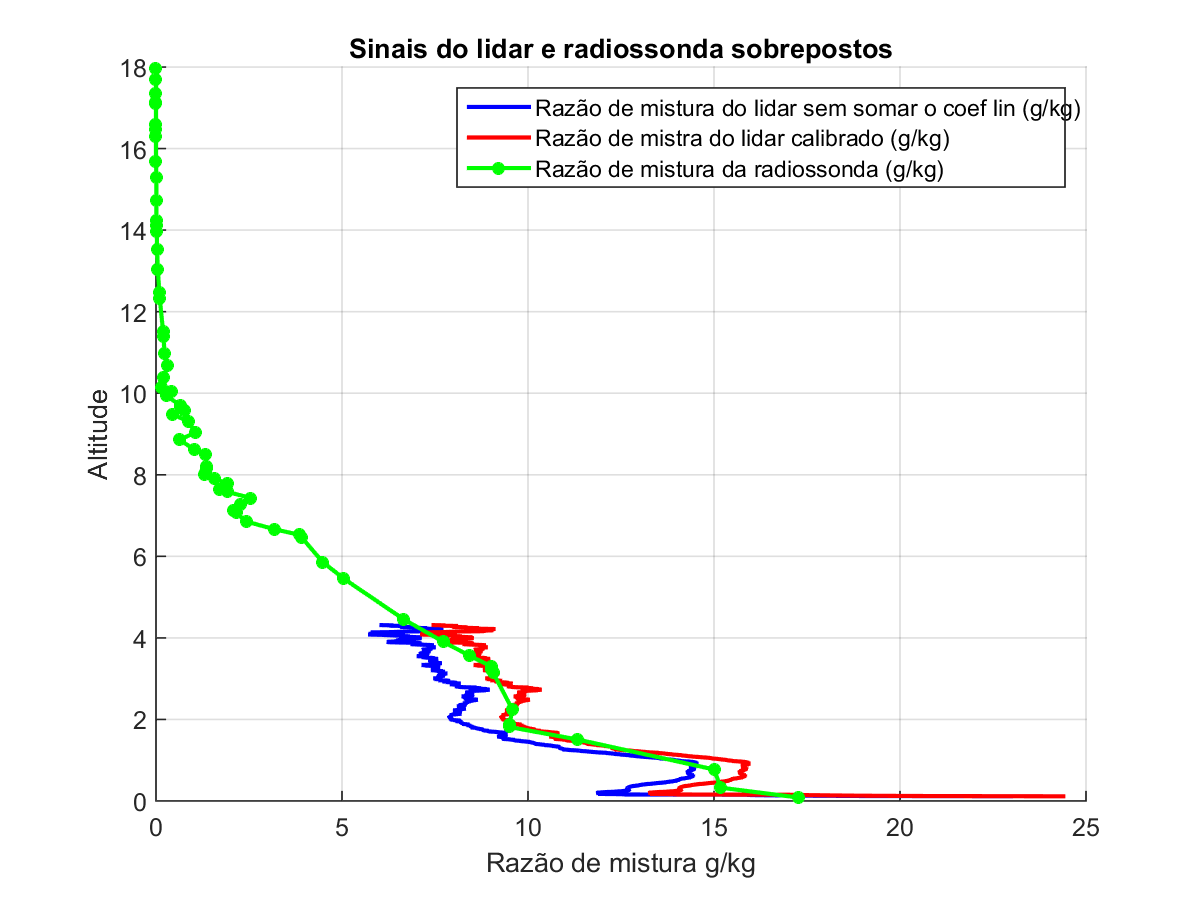 Sinais do lidar e radiossonda sobrepostos
Razão de mistura do lidar sem somar o coef lin (g/kg)
Razão de mistra do lidar calibrado (g/kg)
Razão de mistura da radiossonda (g/kg)
18
16
14
12
10
8
6
4
2
0
Altitude
0 5 10 15 20 25
Razão de mistura g/kg